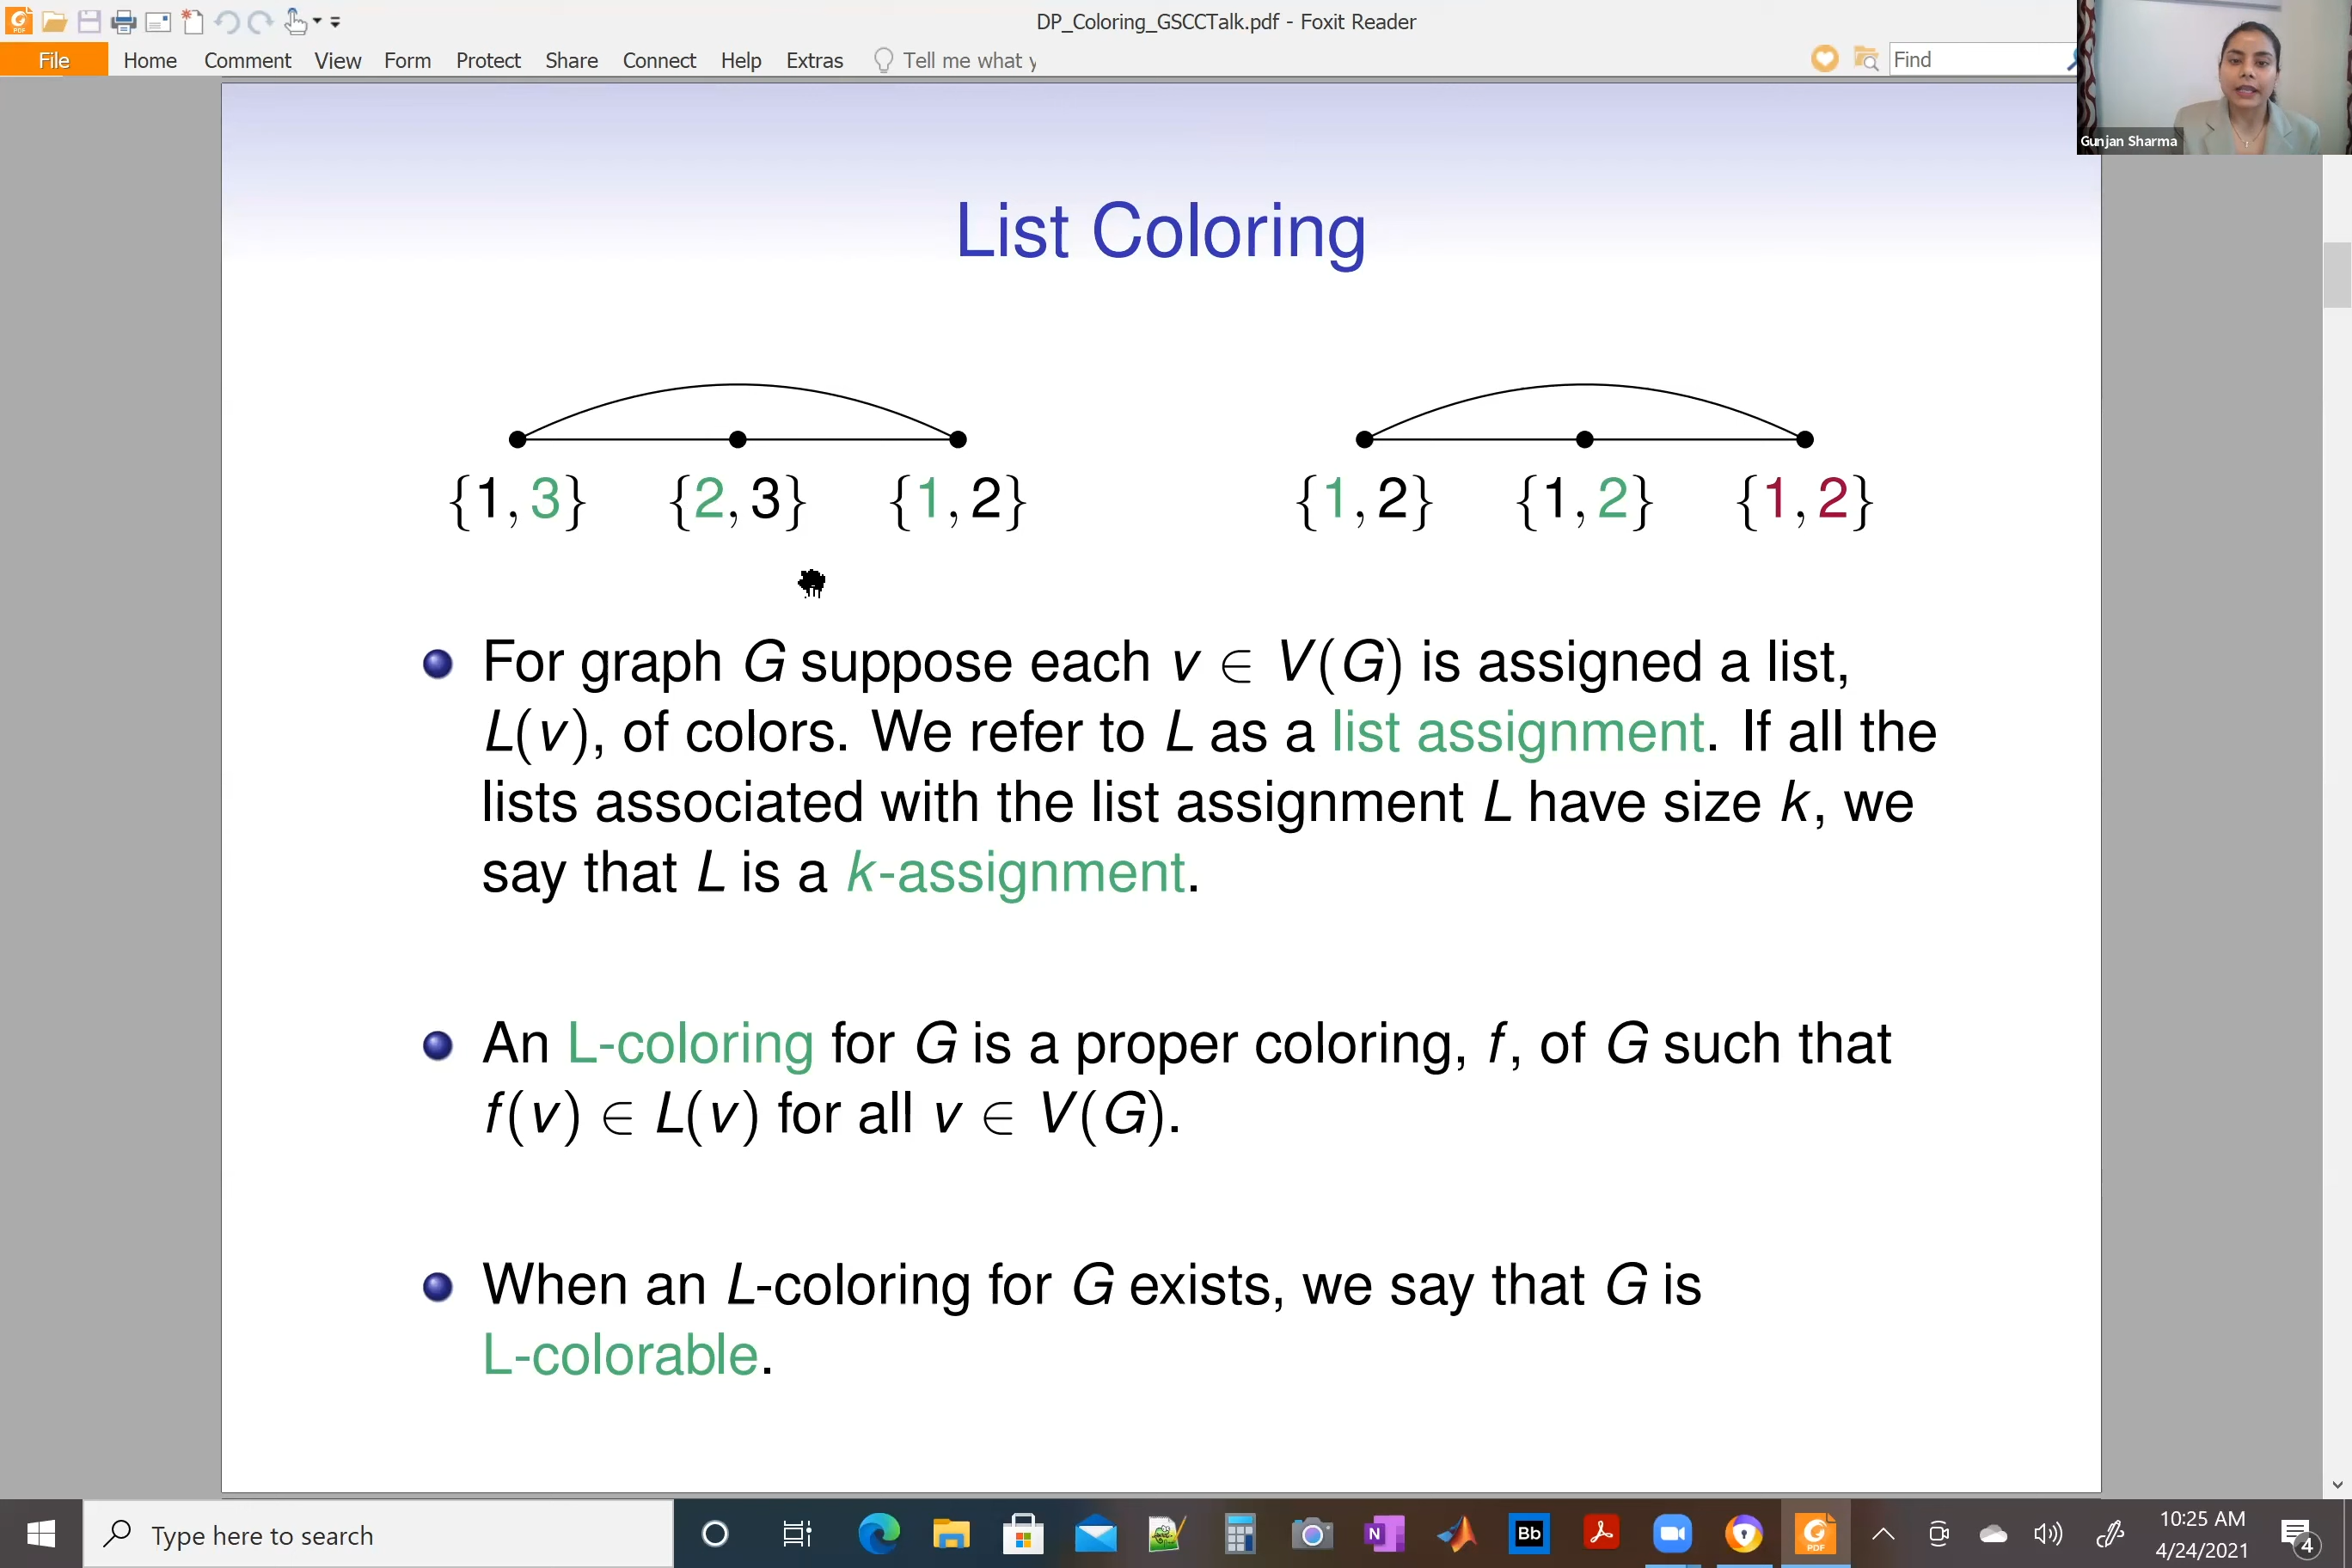 DP_Coloring_GSCCTalk.pdf - Foxit Reader
File Home Comment View Form Protect Share Connect Help Extras Tell me what y Find
Gunjan Sharma
List Coloring
{1, 3} {2, 3} {1, 2} {1, 2} {1, 2} {1, 2}
For graph G suppose each v ∈ V(G) is assigned a list,
L(v), of colors. We refer to L as a list assignment. If all the
lists associated with the list assignment L have size k, we
say that L is a k-assignment.
An L-coloring for G is a proper coloring, f, of G such that
f(v) ∈ L(v) for all v ∈ V(G).
When an L-coloring for G exists, we say that G is
L-colorable.
Type here to search
Bb
N
PDF
10:25 AM
4/24/2021
4